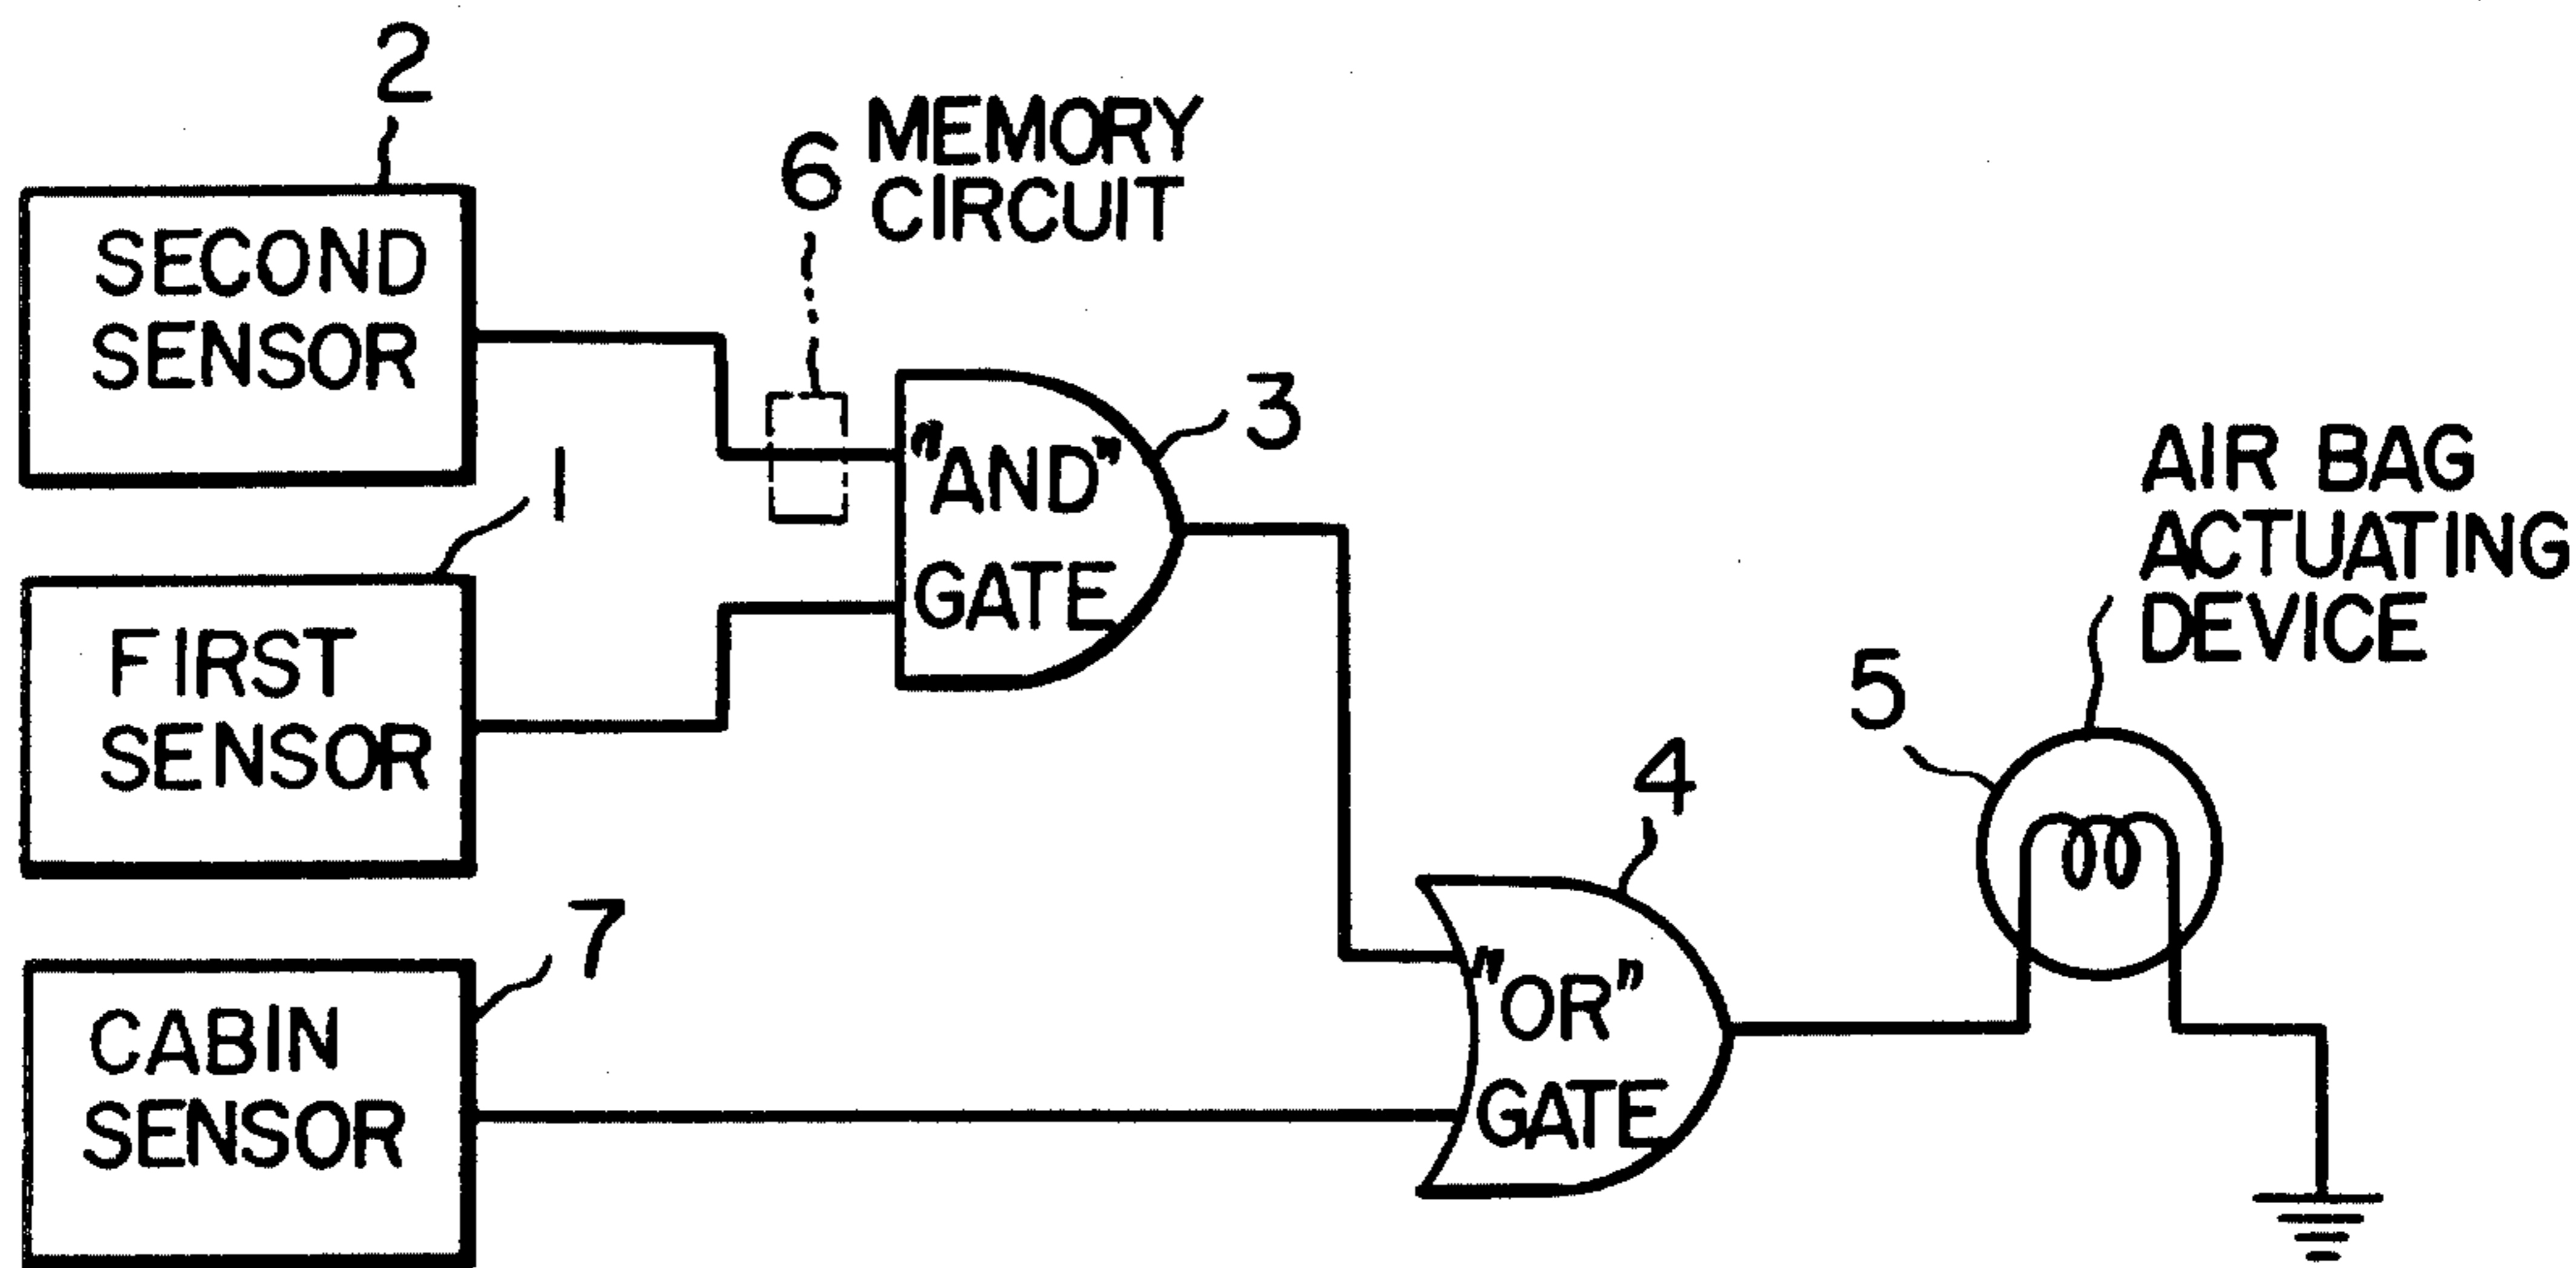 2
SECOND
SENSOR
6
MEMORY
CIRCUIT
1
FIRST
SENSOR
"AND"
GATE
3
7
CABIN
SENSOR
4
"OR"
GATE
5
AIR BAG
ACTUATING
DEVICE